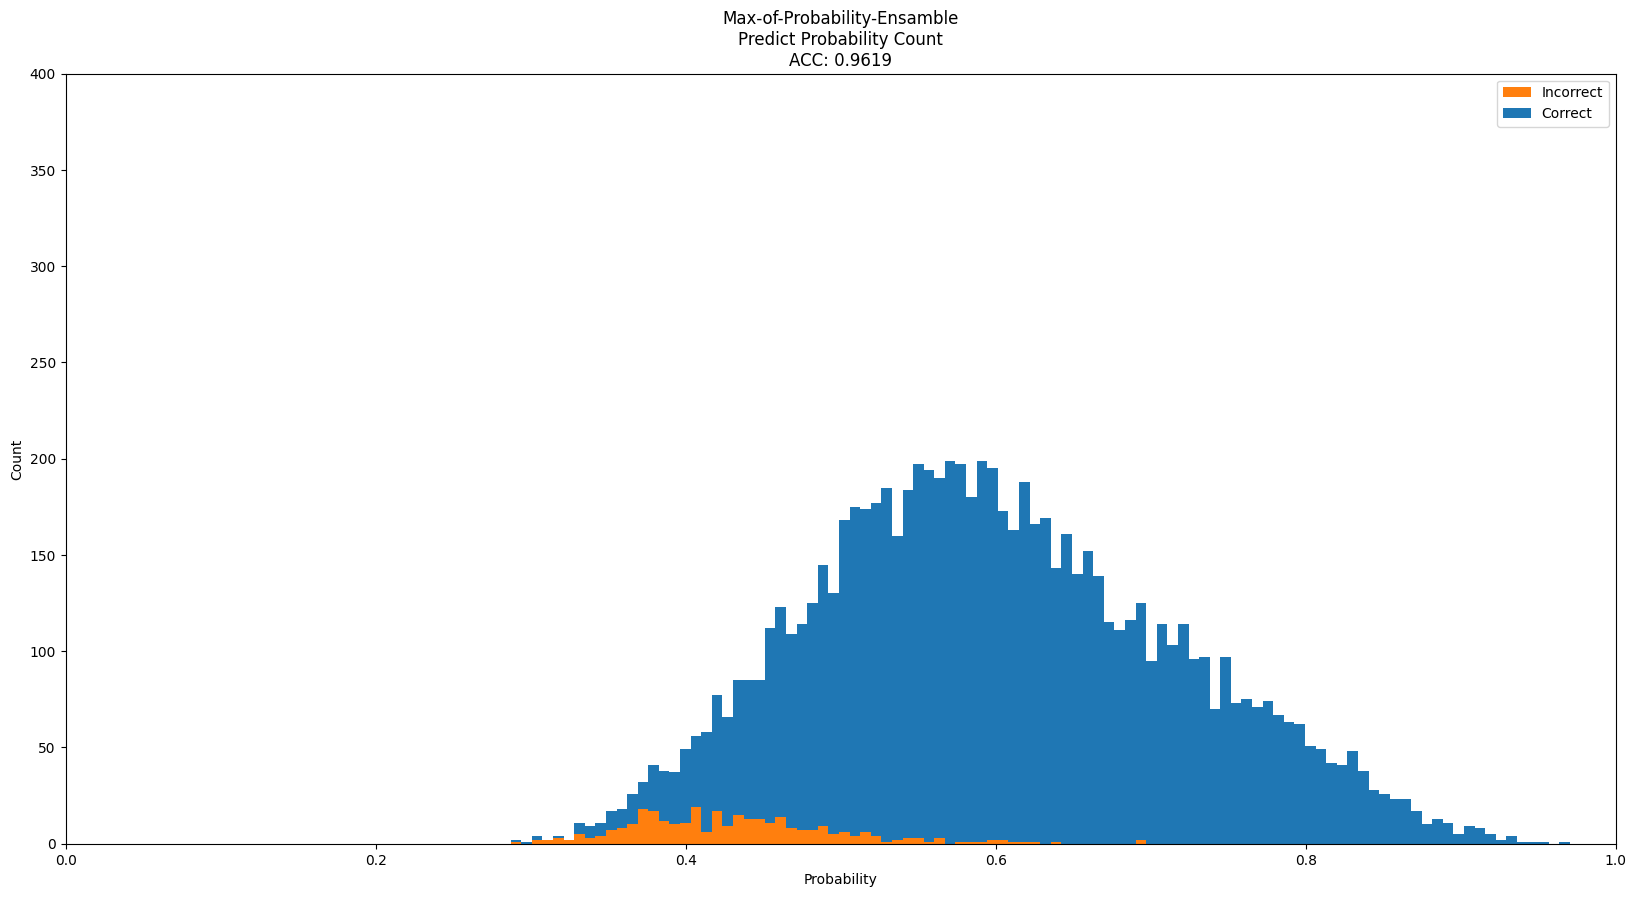 Max-of-Probability-Ensamble
Predict Probability Count
ACC: 0.9619
Incorrect
Correct
400
350
300
250
200
150
100
50
0
Count
0.0 0.2 0.4 0.6 0.8 1.0
Probability